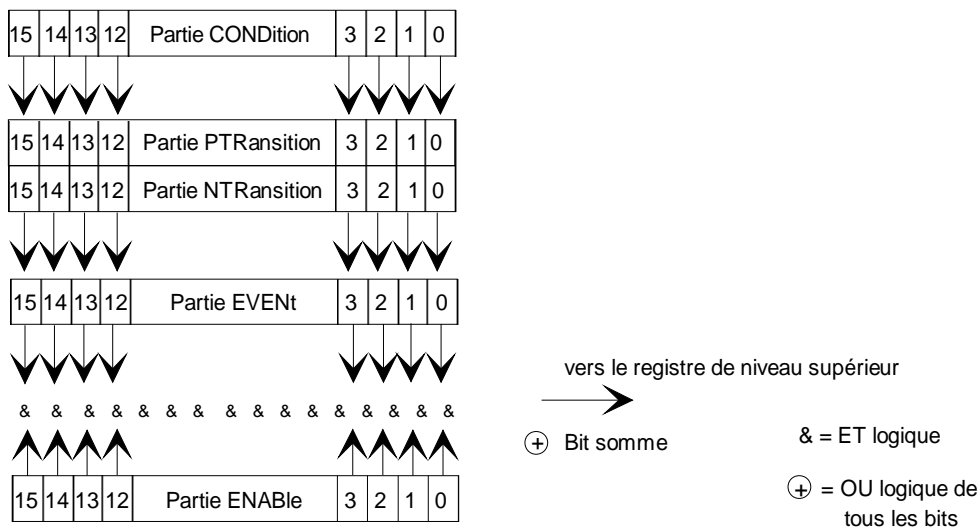 15 14 13 12 Partie CONDition 3 2 1 0
15 14 13 12 Partie PTRansition 3 2 1 0
15 14 13 12 Partie NTRansition 3 2 1 0
15 14 13 12 Partie EVENt 3 2 1 0
vers le registre de niveau supérieur
& & & & & & & & & & & & & & & &
+ Bit somme
& = ET logique
15 14 13 12 Partie ENABle 3 2 1 0
+ = OU logique de
tous les bits